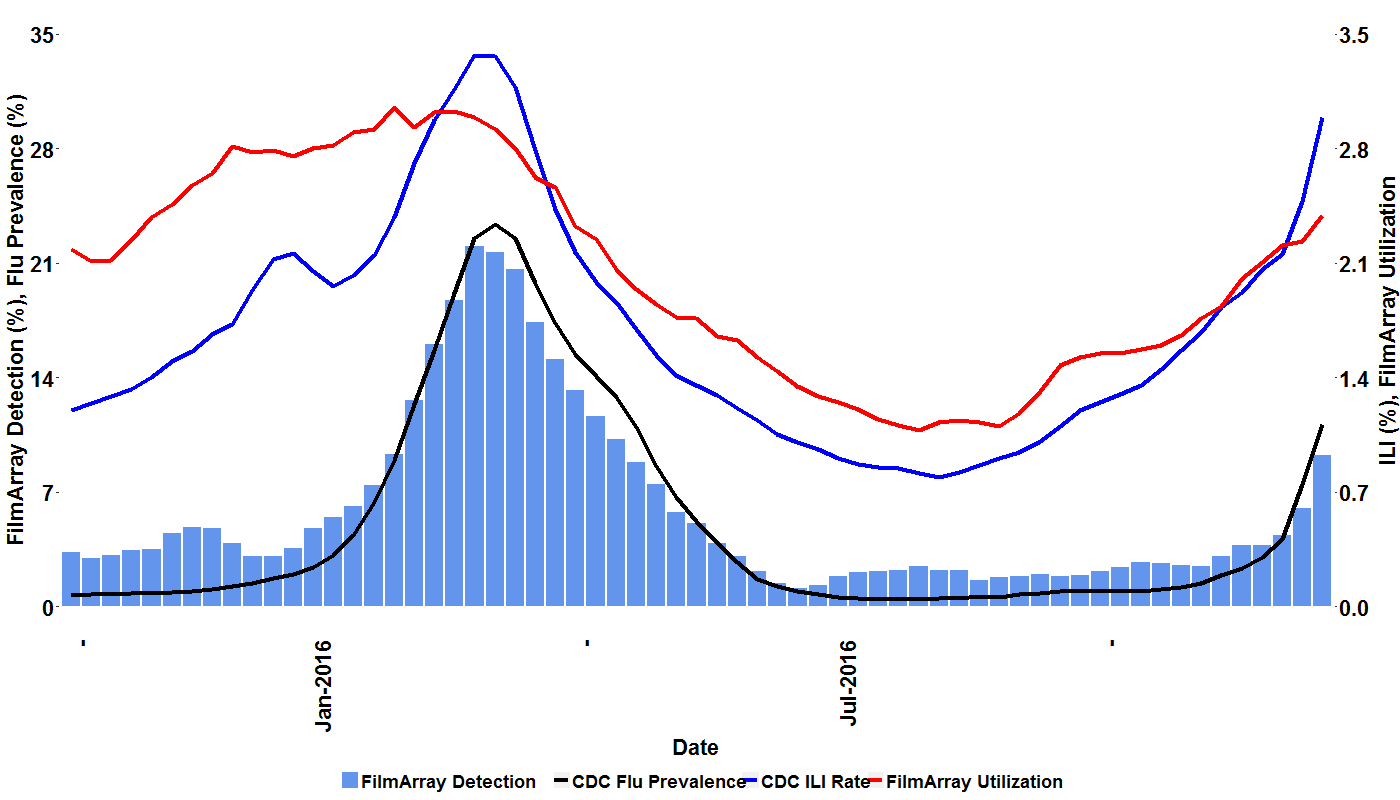 FilmArray Detection (%), Flu Prevalence (%)
35
28
21
14
7
0
3.5
2.8
2.1
1.4
0.7
0.0
ILI (%), FilmArray Utilization
-
Jan-2016
-
Jul-2016
-
Date
FilmArray Detection CDC Flu Prevalence CDC ILI Rate FilmArray Utilization